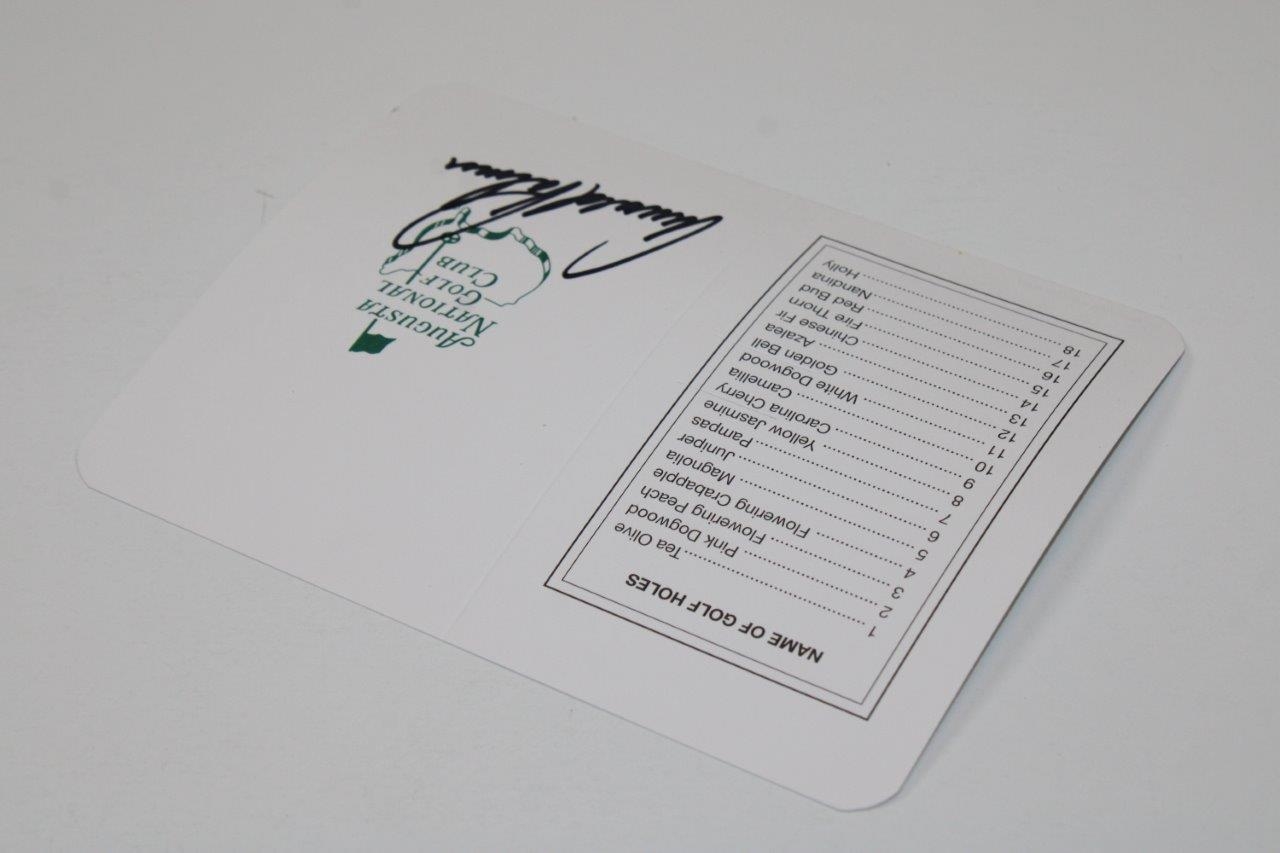 Arnold Palmer
AUGUSTA
NATIONAL
GOLF
CLUB
NAME OF GOLF HOLES
1 Tea Olive
2 Pink Dogwood
3 Flowering Peach
4 Flowering Crabapple
5 Magnolia
6 Juniper
7 Pampas
8 Yellow Jasmine
9 Carolina Cherry
10 Camellia
11 White Dogwood
12 Golden Bell
13 Azalea
14 Chinese Fir
15 Fire Thorn
16 Red Bud
17 Nandina
18 Holly